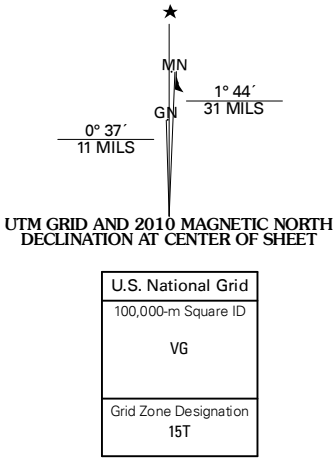 MN
1° 44´
31 MILS
GN
0° 37´
11 MILS
UTM GRID AND 2010 MAGNETIC NORTH
DECLINATION AT CENTER OF SHEET
U.S. National Grid
100,000-m Square ID
VG
Grid Zone Designation
15T